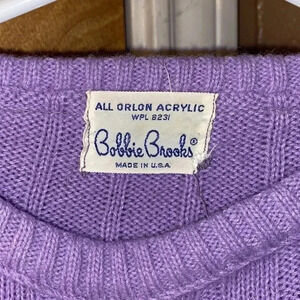 ALL ORLON ACRYLIC
WPL 8231
Bobbie Brooks®
MADE IN U.S.A.